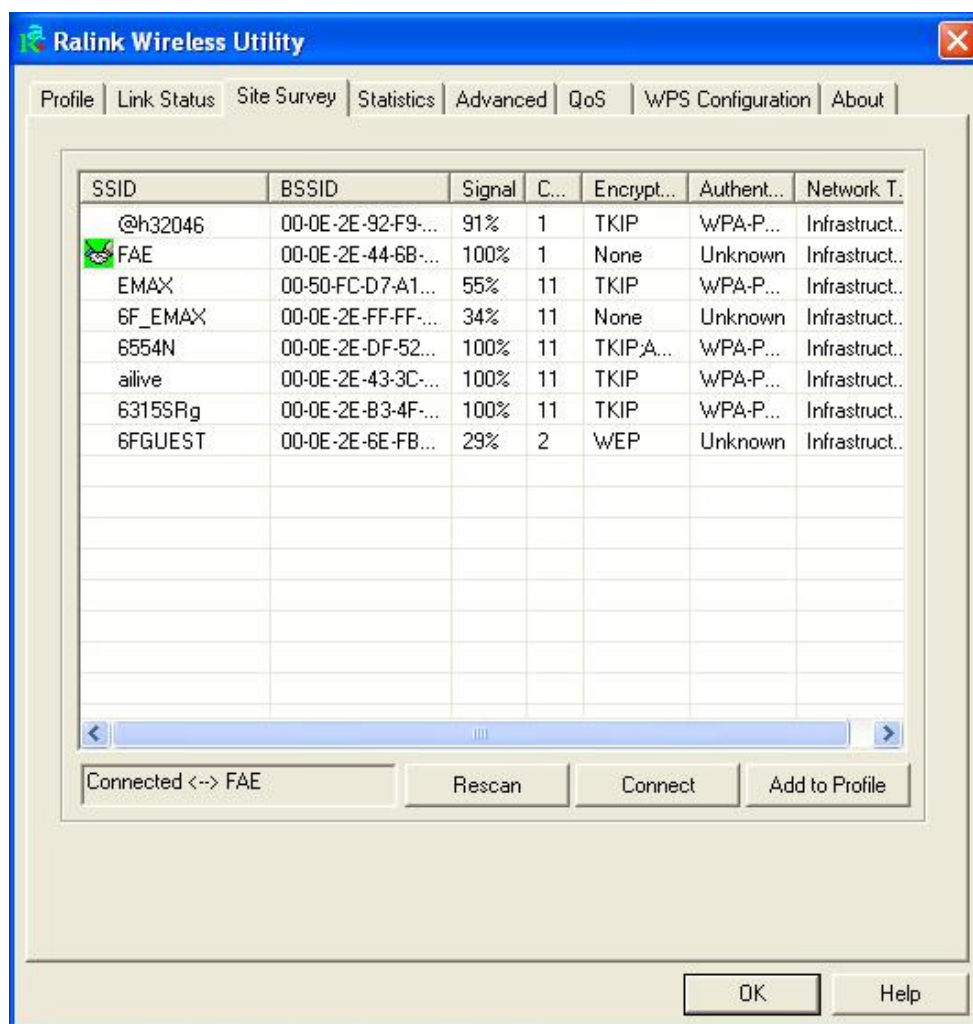 Ralink Wireless Utility
Profile Link Status Site Survey Statistics Advanced QoS WPS Configuration About
SSID BSSID Signal C... Encrypt... Authent... Network T.
@h32046 00-0E-2E-92-F9-... 91% 1 TKIP WPA-P... Infrastruct..
FAE 00-0E-2E-44-6B-... 100% 1 None Unknown Infrastruct..
EMAX 00-50-FC-D7-A1... 55% 11 TKIP WPA-P... Infrastruct..
6F_EMAX 00-0E-2E-FF-FF-... 34% 11 None Unknown Infrastruct..
6554N 00-0E-2E-DF-52... 100% 11 TKIP;A... WPA-P... Infrastruct..
ailive 00-0E-2E-43-3C-... 100% 11 TKIP WPA-P... Infrastruct..
6315SRg 00-0E-2E-B3-4F-... 100% 11 TKIP WPA-P... Infrastruct..
6FGUEST 00-0E-2E-6E-FB... 29% 2 WEP Unknown Infrastruct..
Connected <--> FAE Rescan Connect Add to Profile
OK Help